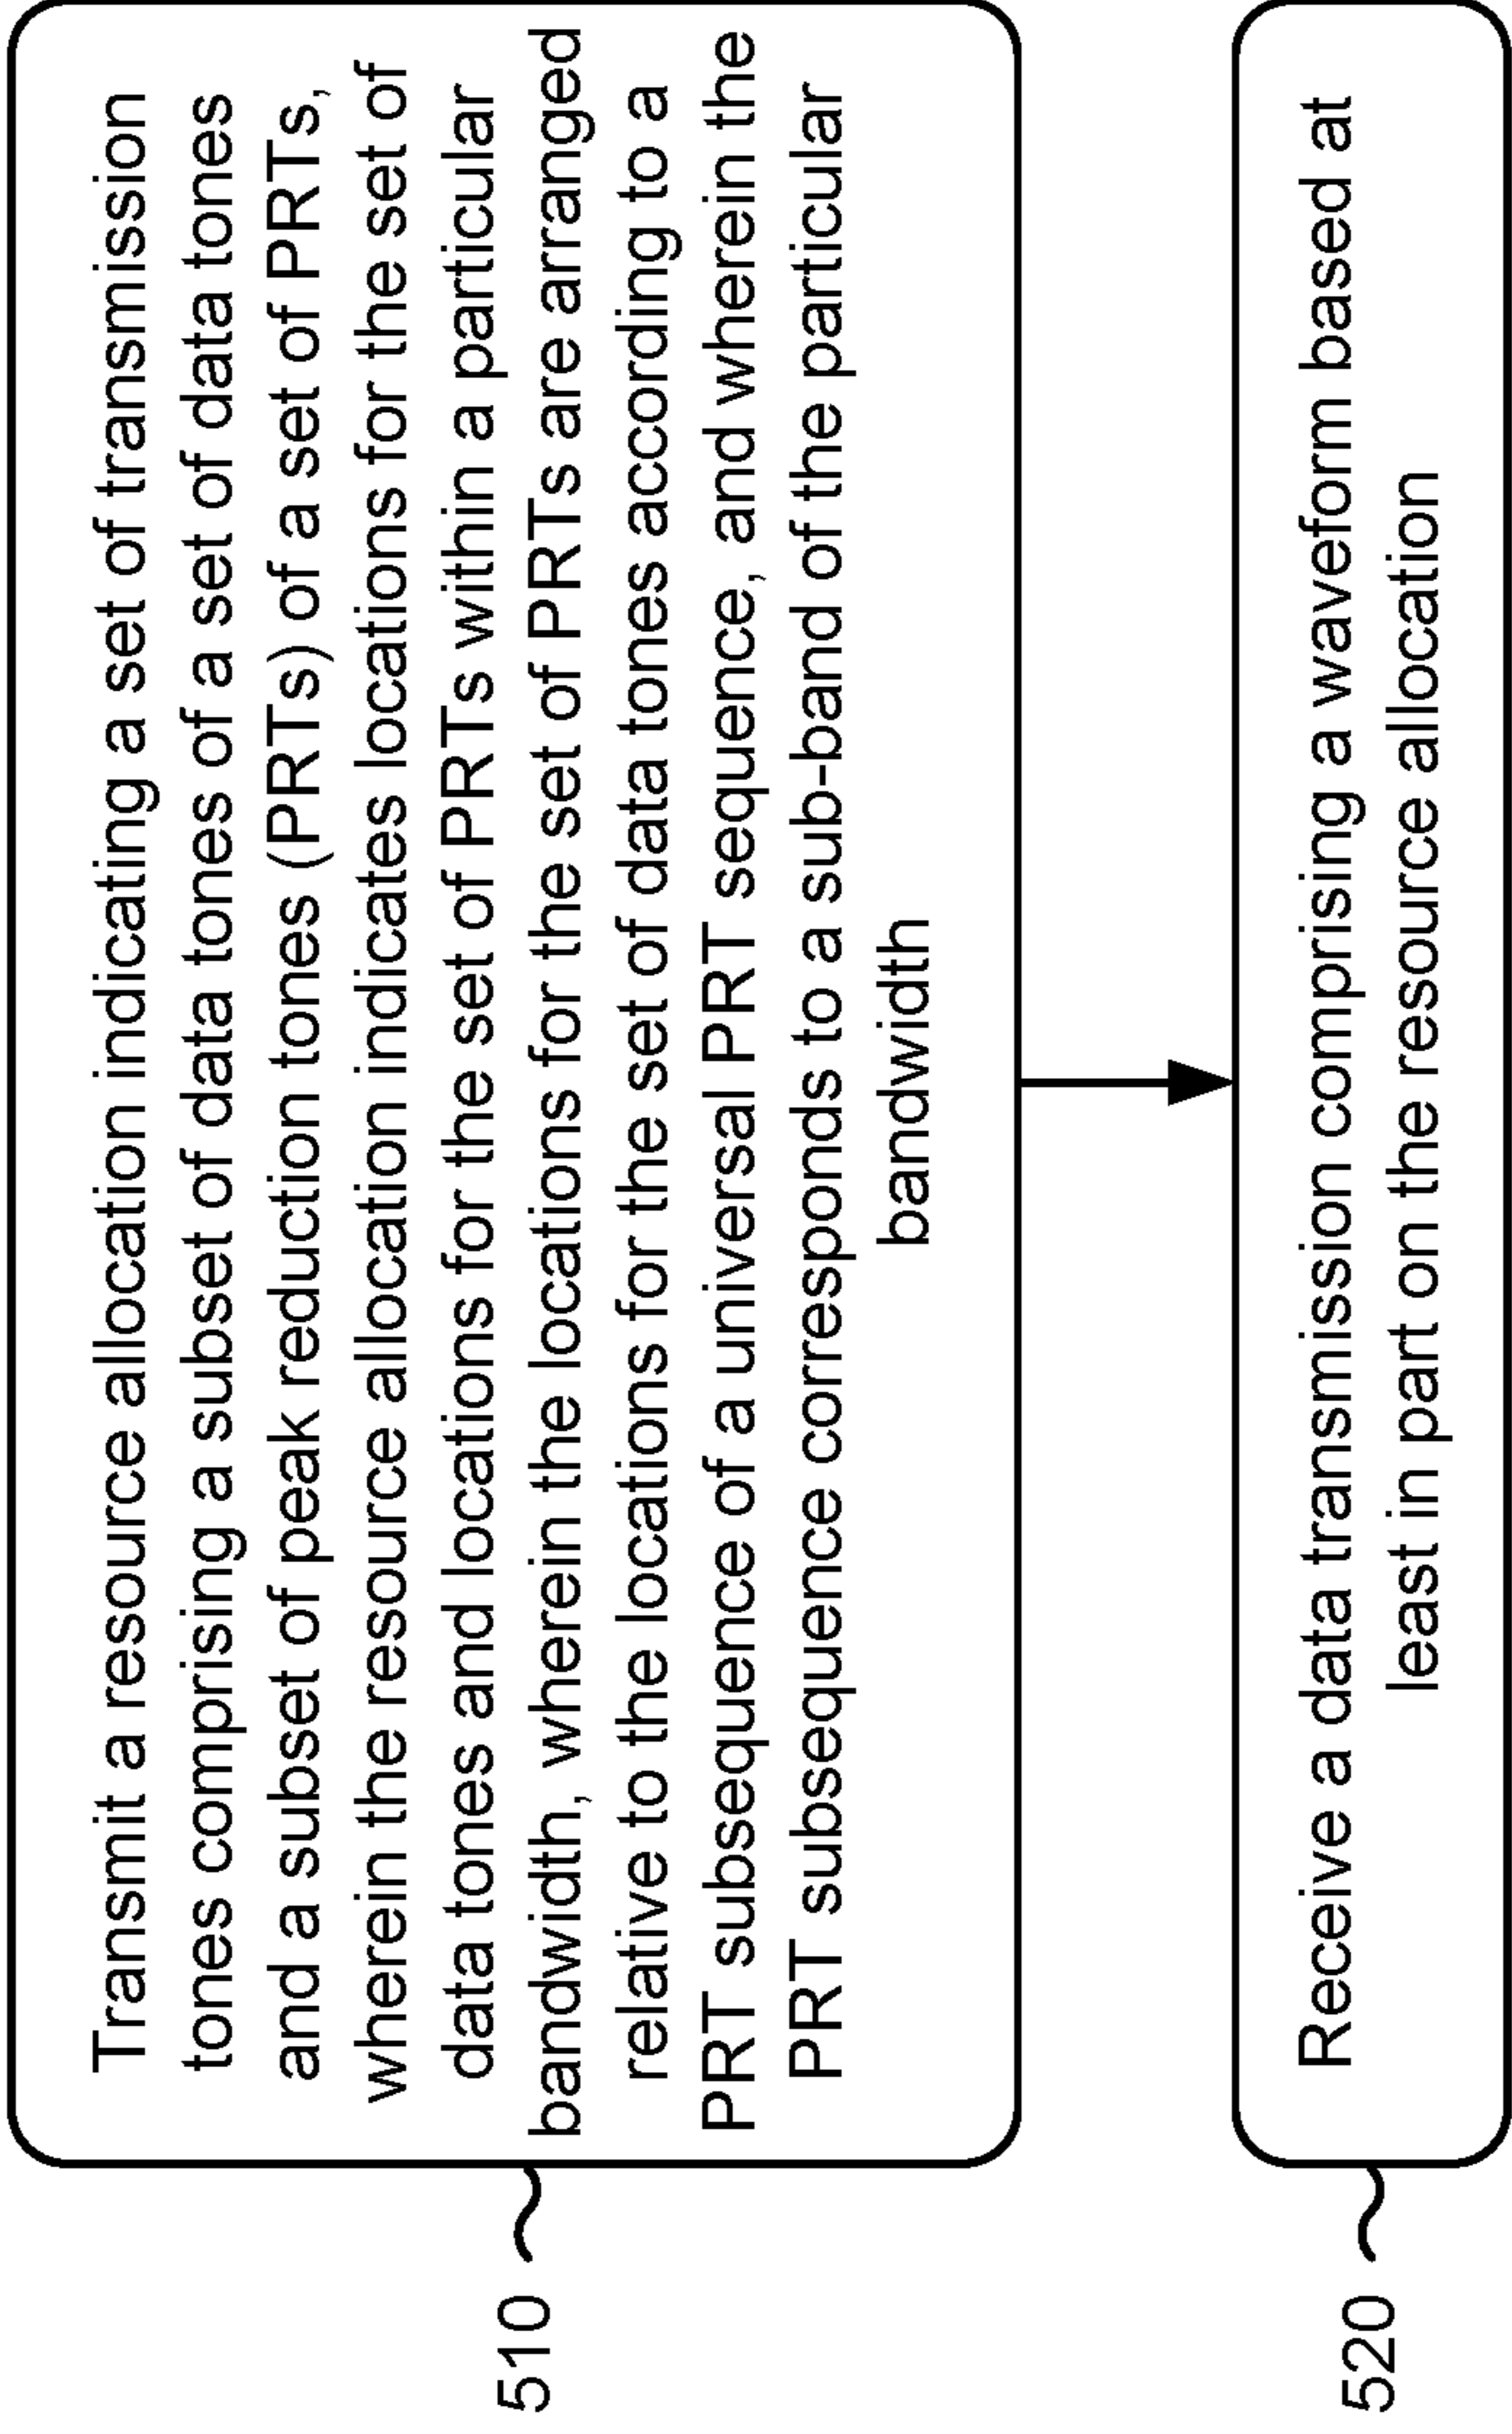 Transmit a resource allocation indicating a set of transmission
tones comprising a subset of data tones of a set of data tones
and a subset of peak reduction tones (PRTs) of a set of PRTs,
wherein the resource allocation indicates locations for the set of
data tones and locations for the set of PRTs within a particular
bandwidth, wherein the locations for the set of PRTs are arranged
relative to the locations for the set of data tones according to a
PRT subsequence of a universal PRT sequence, and wherein the
PRT subsequence corresponds to a sub-band of the particular
bandwidth
510
Receive a data transmission comprising a waveform based at
least in part on the resource allocation
520